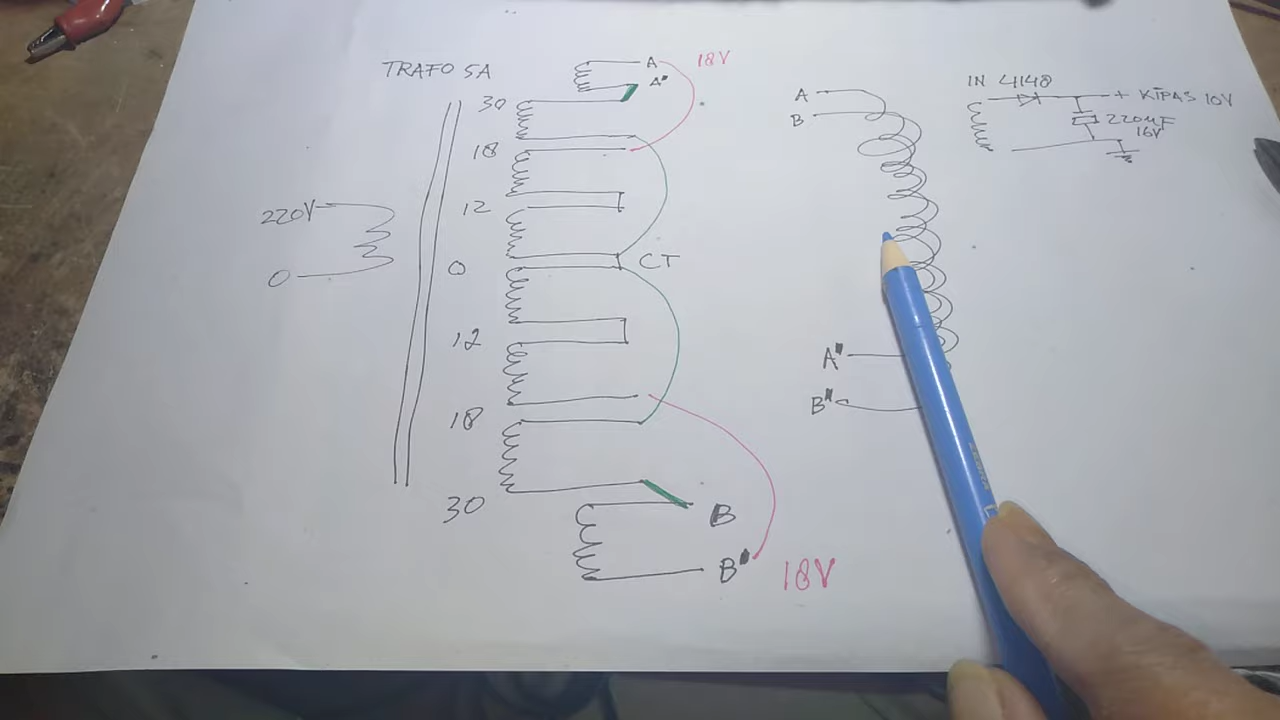 TRAFO 5A
A
18V
A"
30
18
12
220V
0
CT
0
12
18
30
B
B"
18V
A
B
A"
B"
IN 4148
+ KIPAS 10V
220MF
16V